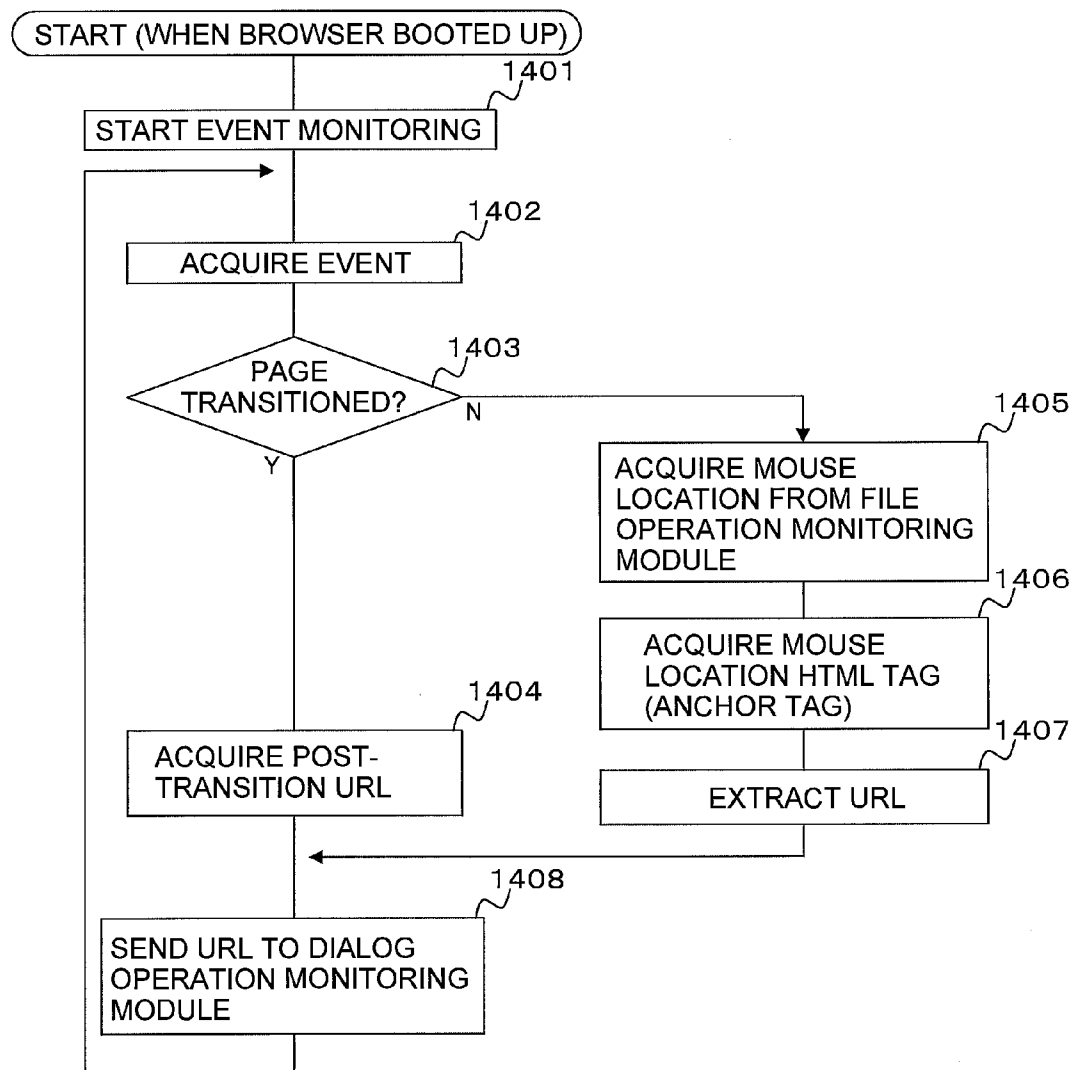 START (WHEN BROWSER BOOTED UP)
1401
START EVENT MONITORING
1402
ACQUIRE EVENT
1403
PAGE
TRANSITIONED?
N
Y
1405
ACQUIRE MOUSE
LOCATION FROM FILE
OPERATION MONITORING
MODULE
1406
ACQUIRE MOUSE
LOCATION HTML TAG
(ANCHOR TAG)
1404
ACQUIRE POST-
TRANSITION URL
1407
EXTRACT URL
1408
SEND URL TO DIALOG
OPERATION MONITORING
MODULE